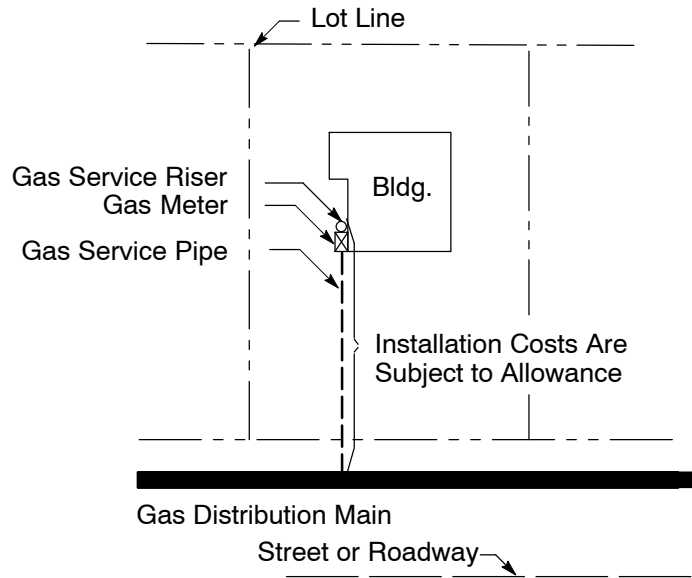 Lot Line
Gas Service Riser
Gas Meter
Gas Service Pipe
Bldg.
Installation Costs Are
Subject to Allowance
Gas Distribution Main
Street or Roadway